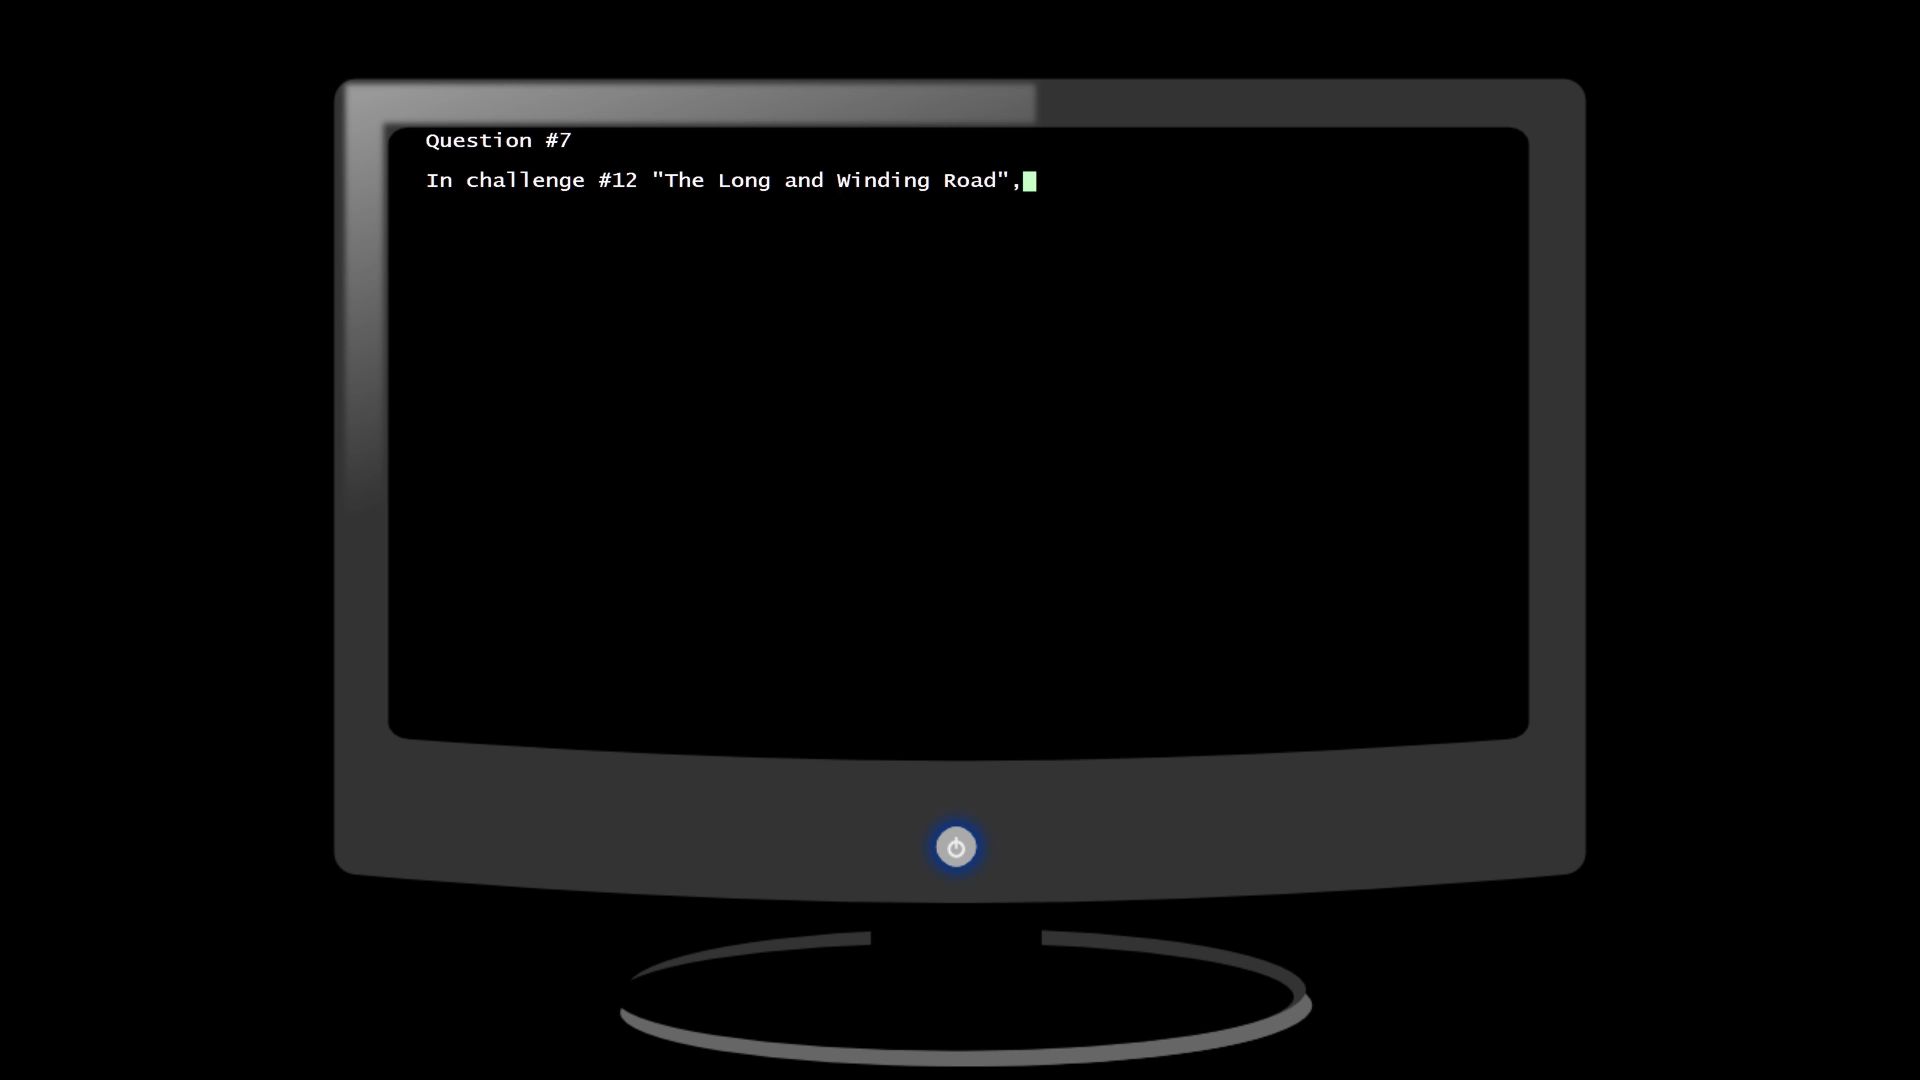 Question #7
In challenge #12 "The Long and Winding Road",